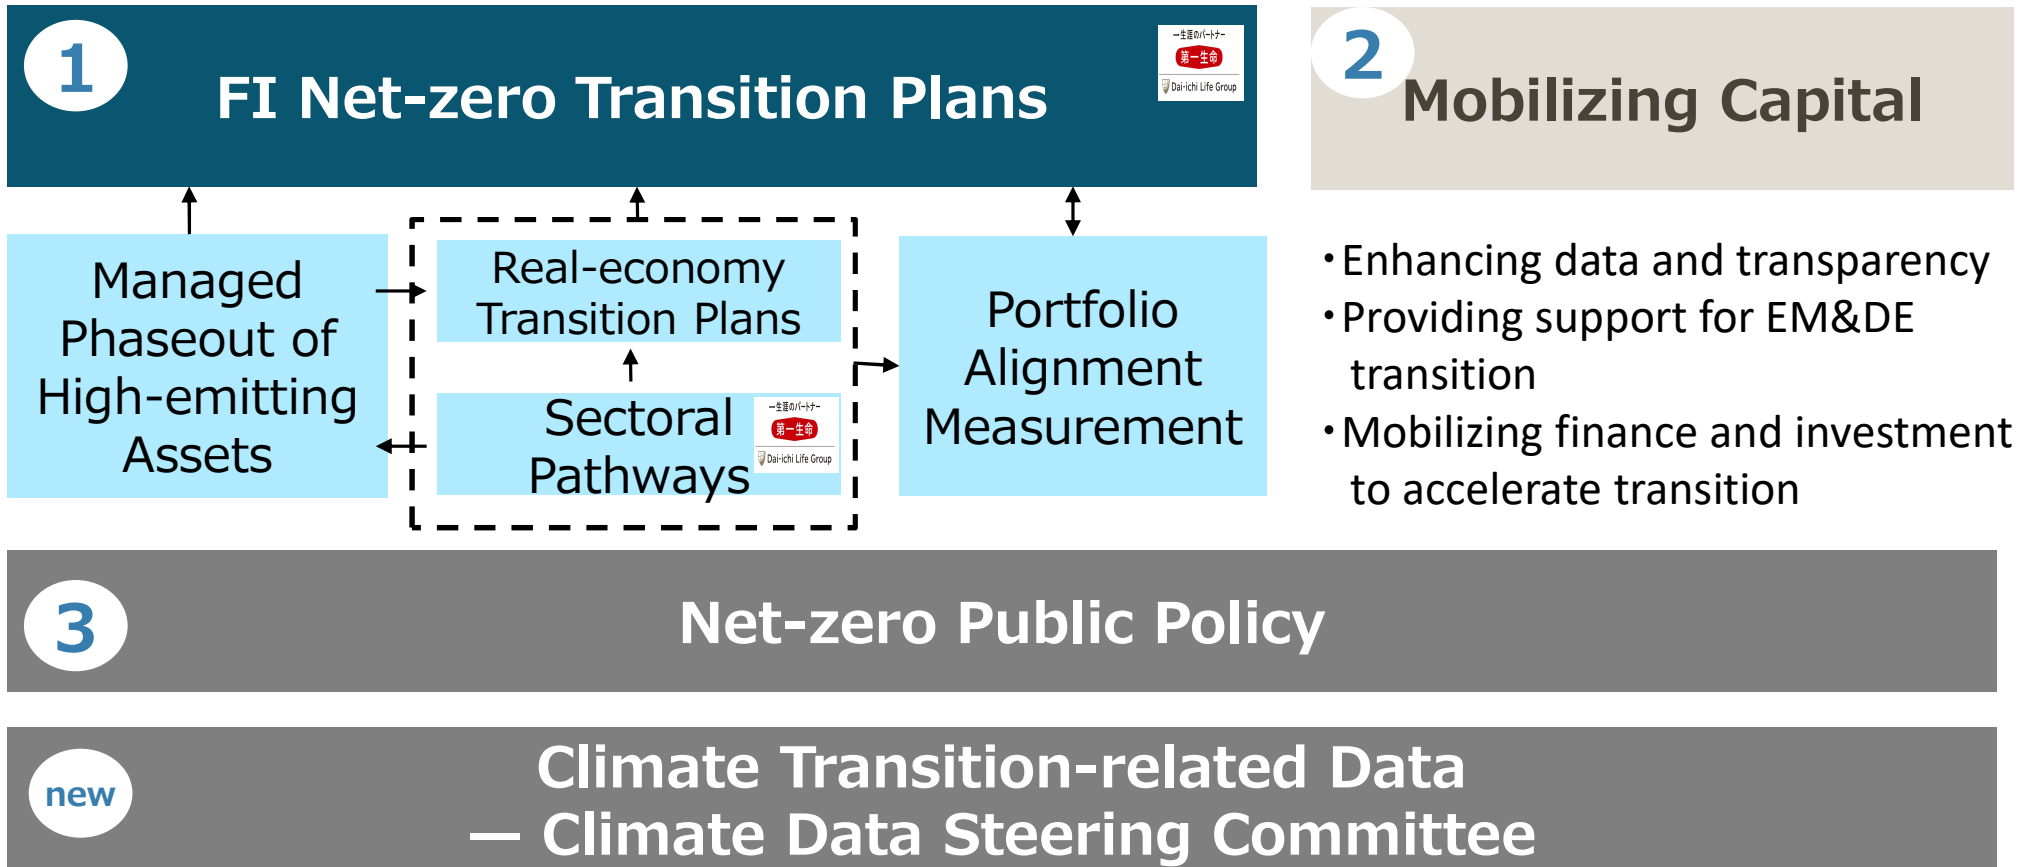 1
FI Net-zero Transition Plans
一生涯のパートナー
第一生命
Dai-ichi Life Group
2
Mobilizing Capital
Managed
Phaseout of
High-emitting
Assets
Real-economy
Transition Plans
Sectoral
Pathways
一生涯のパートナー
第一生命
Dai-ichi Life Group
Portfolio
Alignment
Measurement
・Enhancing data and transparency
・Providing support for EM&DE
transition
・Mobilizing finance and investment
to accelerate transition
3
Net-zero Public Policy
new
Climate Transition-related Data
— Climate Data Steering Committee